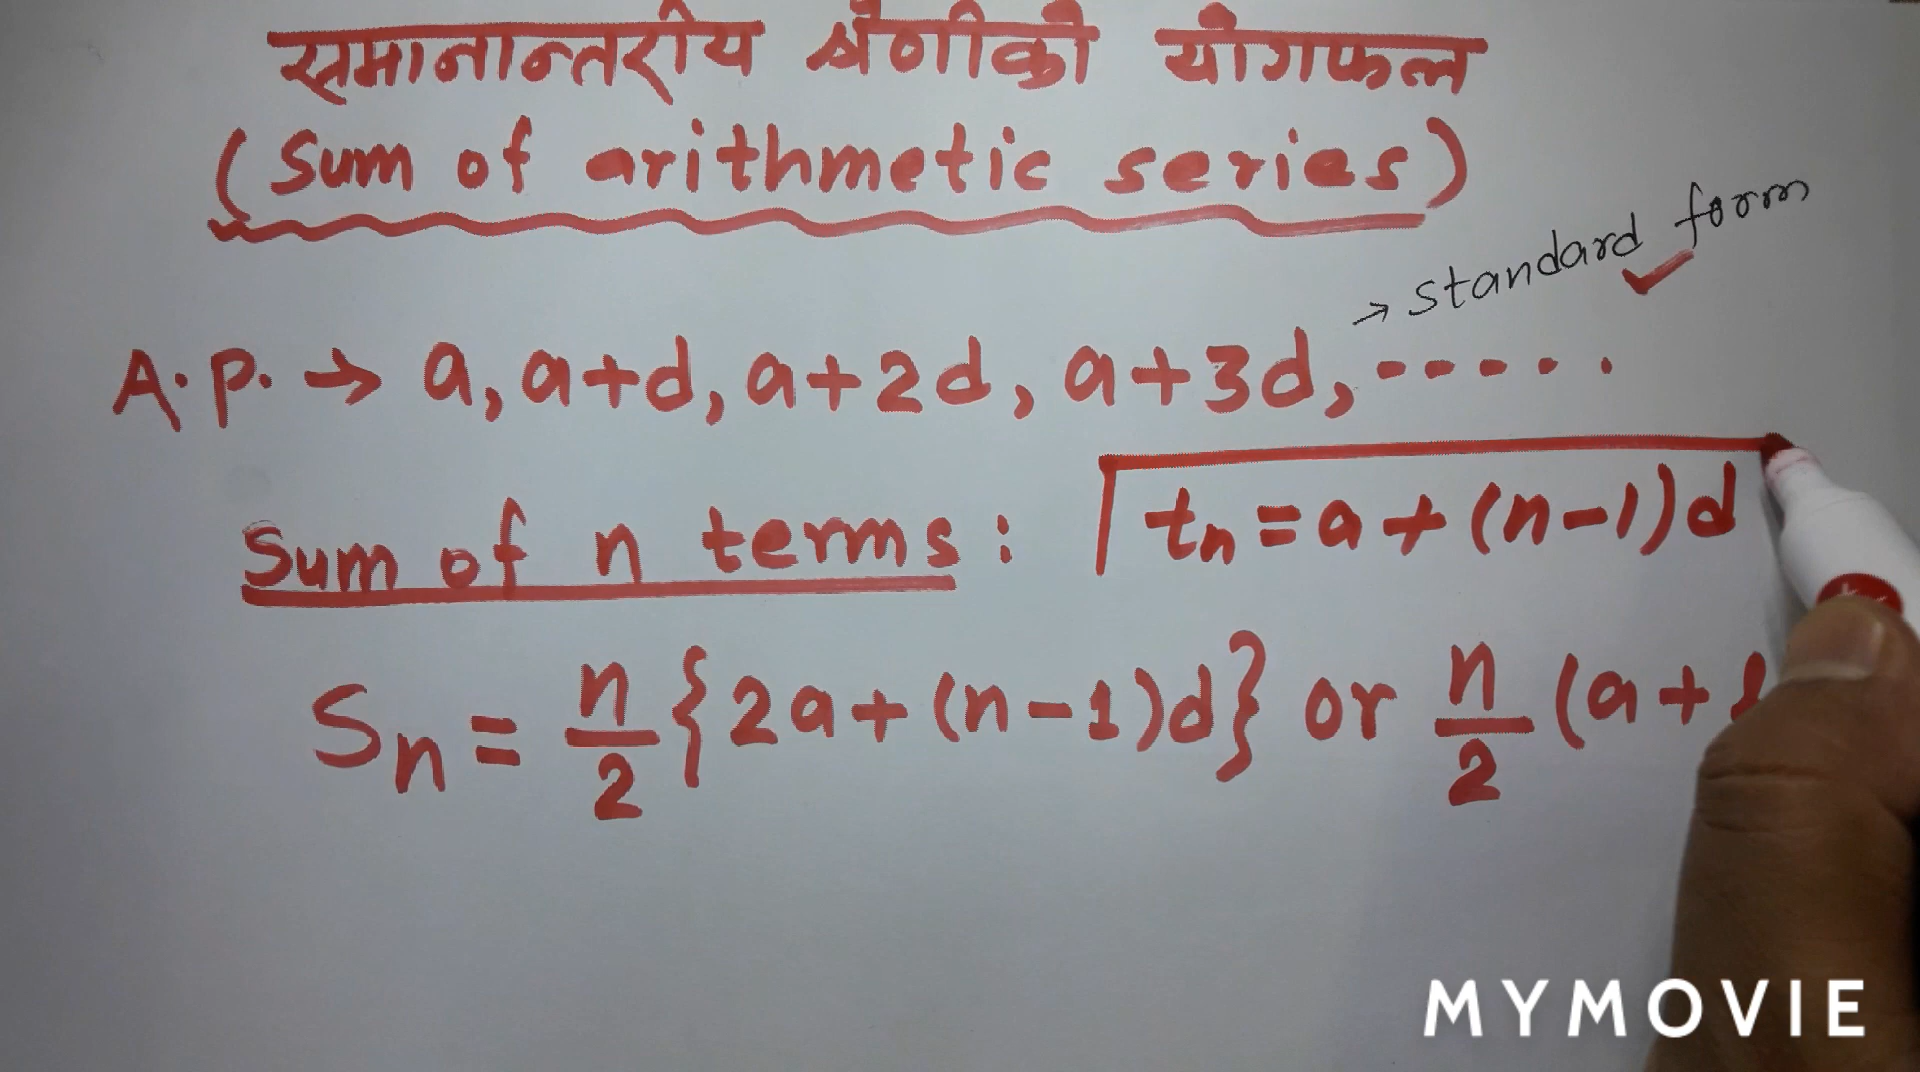 समानान्तरीय श्रेणीको योगफल
(Sum of arithmetic series)
→ standard form
A.P. → a, a+d, a+2d, a+3d, -----.
Sum of n terms : tn = a + (n-1)d
Sn = n/2 {2a + (n-1)d} or n/2 (a +
MYMOVIE